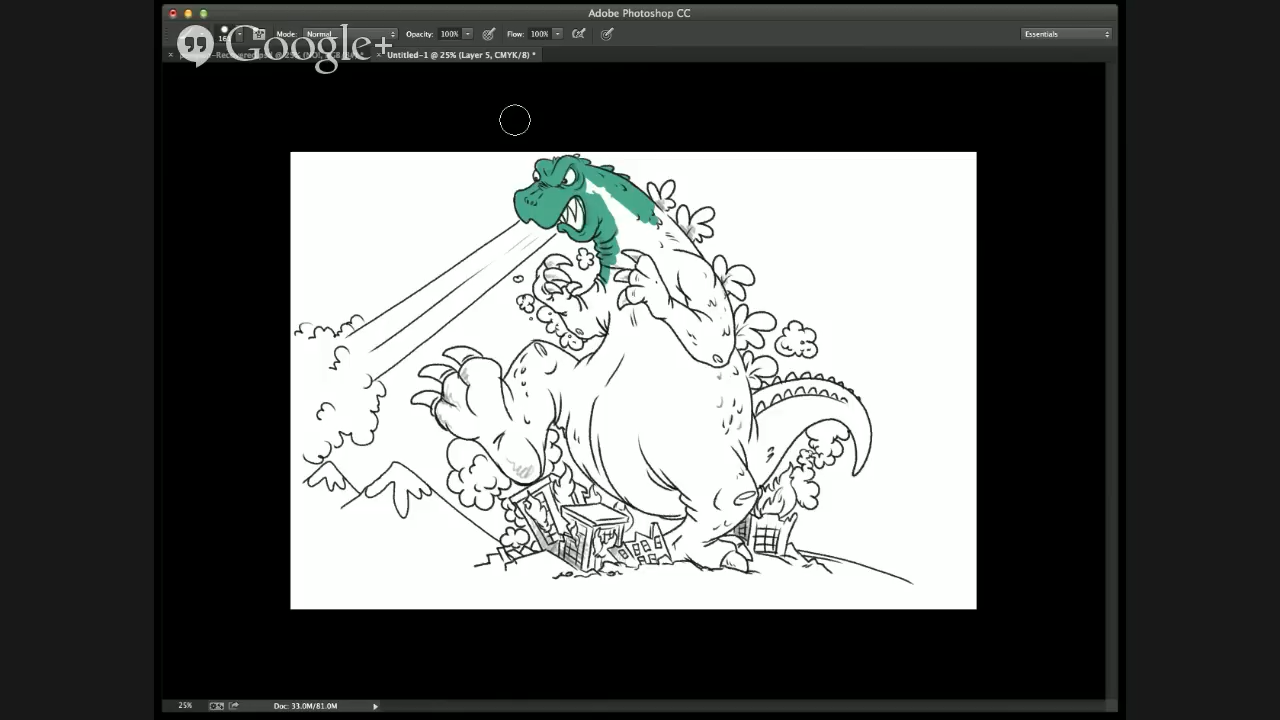 Adobe Photoshop CC
Google+
Mode: Normal Opacity: 100% Flow: 100% Essentials
Untitled-1 @ 25% (Layer 5, CMYK/8) *
25% Doc: 33.0M/81.0M